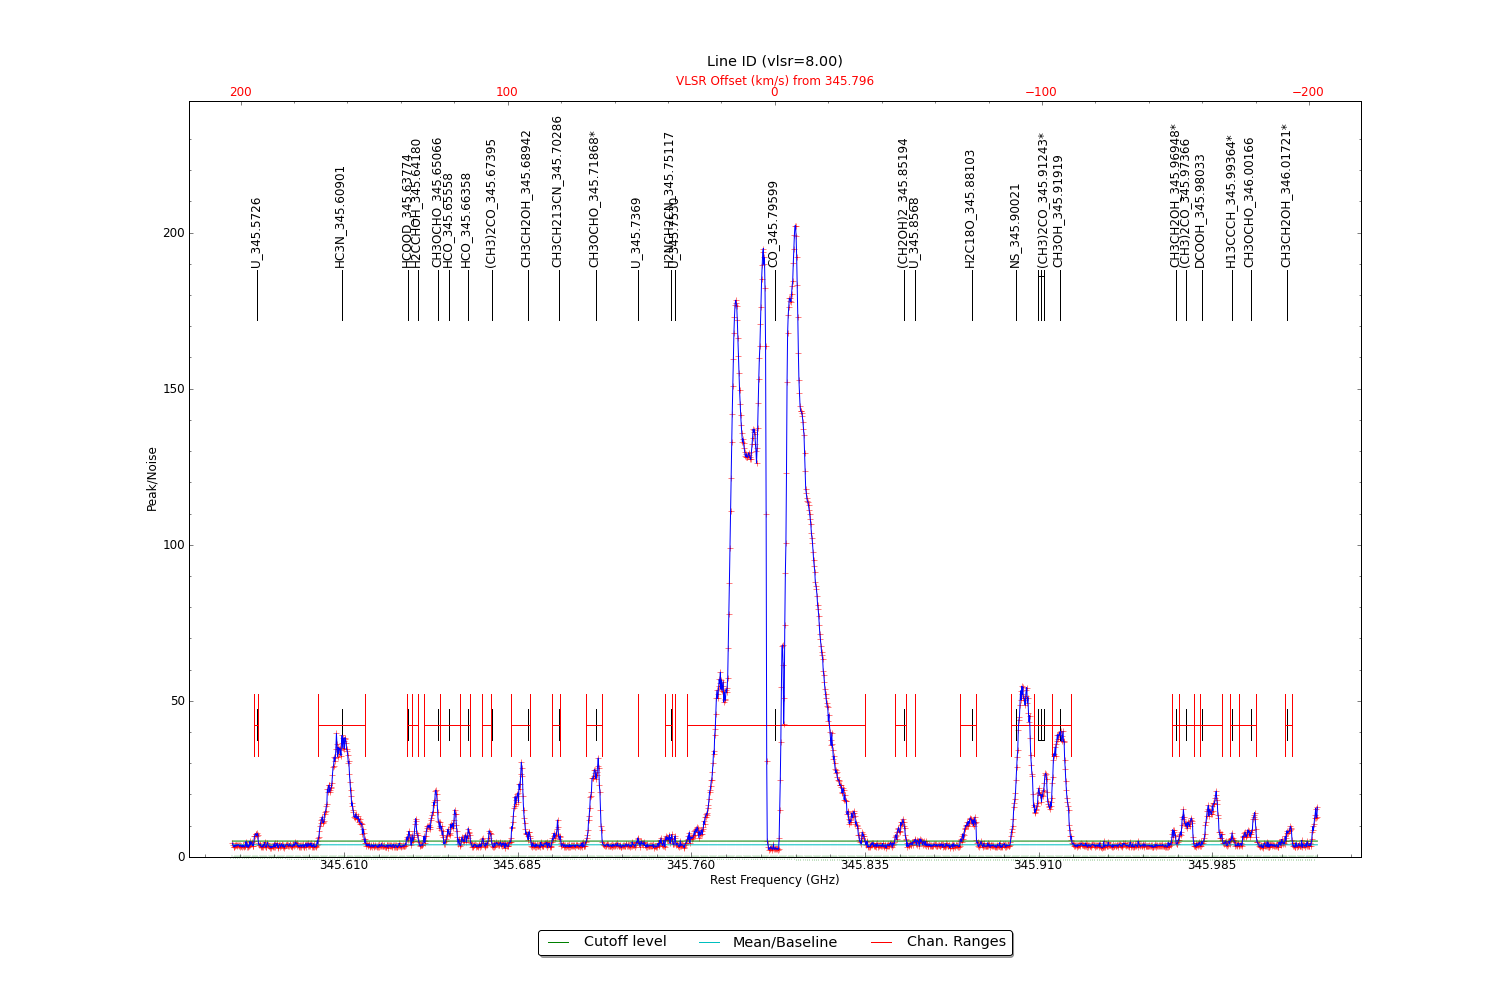 Line ID (vlsr=8.00)
VLSR Offset (km/s) from 345.796
200 100 0 −100 −200
U_345.5726
HC3N_345.60901
HCOOD_345.63774
H2CCHOH_345.64180
CH3OCHO_345.65066
HCO_345.65558
HCO_345.66358
(CH3)2CO_345.67395
CH3CH2OH_345.68942
CH3CH213CN_345.70286
CH3OCHO_345.71868*
U_345.7369
H2NCH2CN_345.75117
U_345.7530
CO_345.79599
(CH2OH)2_345.85194
U_345.8568
H2C18O_345.88103
NS_345.90021
(CH3)2CO_345.91243*
CH3OH_345.91919
CH3CH2OH_345.96948*
(CH3)2CO_345.97366
DCOOH_345.98033
H13CCCH_345.99364*
CH3OCHO_346.00166
CH3CH2OH_346.01721*
200
150
100
50
0
Peak/Noise
345.610 345.685 345.760 345.835 345.910 345.985
Rest Frequency (GHz)
Cutoff level Mean/Baseline Chan. Ranges